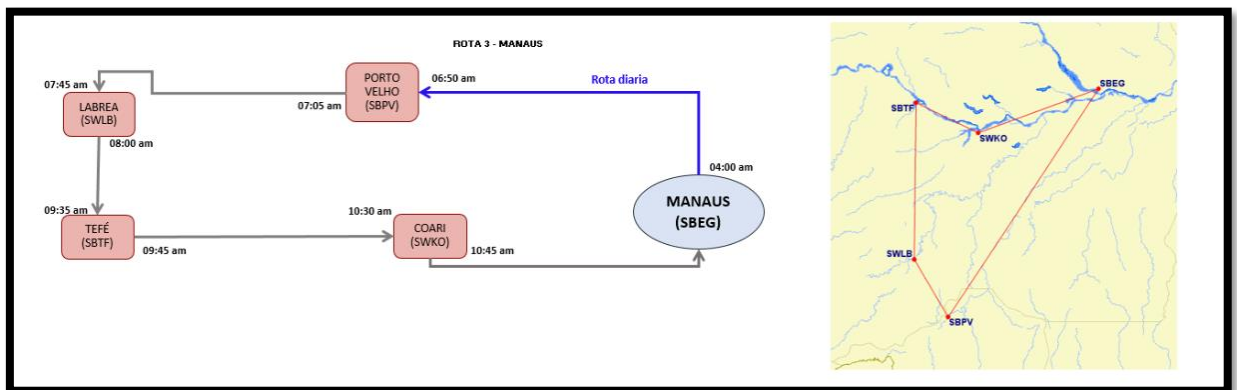 ROTA 3 - MANAUS
07:45 am
LABREA
(SWLB)
08:00 am
PORTO
VELHO
(SBPV)
07:05 am
06:50 am
Rota diaria
04:00 am
MANAUS
(SBEG)
09:35 am
TEFÉ
(SBTF)
09:45 am
10:30 am
COARI
(SWKO)
10:45 am
SBEG
SBTF
SWKO
SWLB
SBPV